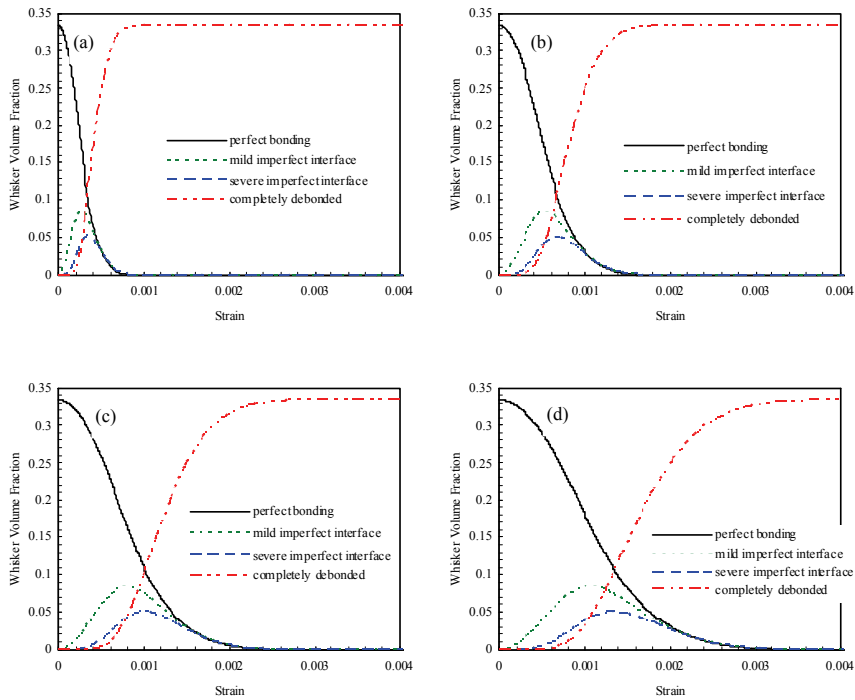 0.35
0.3
0.25
0.2
0.15
0.1
0.05
0
Whisker Volume Fraction
(a)
perfect bonding
mild imperfect interface
severe imperfect interface
completely debonded
0
0.001
0.002
0.003
0.004
Strain
0.35
0.3
0.25
0.2
0.15
0.1
0.05
0
Whisker Volume Fraction
(b)
perfect bonding
mild imperfect interface
severe imperfect interface
completely debonded
0
0.001
0.002
0.003
0.004
Strain
0.35
0.3
0.25
0.2
0.15
0.1
0.05
0
Whisker Volume Fraction
(c)
perfect bonding
mild imperfect interface
severe imperfect interface
completely debonded
0
0.001
0.002
0.003
0.004
Strain
0.35
0.3
0.25
0.2
0.15
0.1
0.05
0
Whisker Volume Fraction
(d)
perfect bonding
mild imperfect interface
severe imperfect interface
completely debonded
0
0.001
0.002
0.003
0.004
Strain